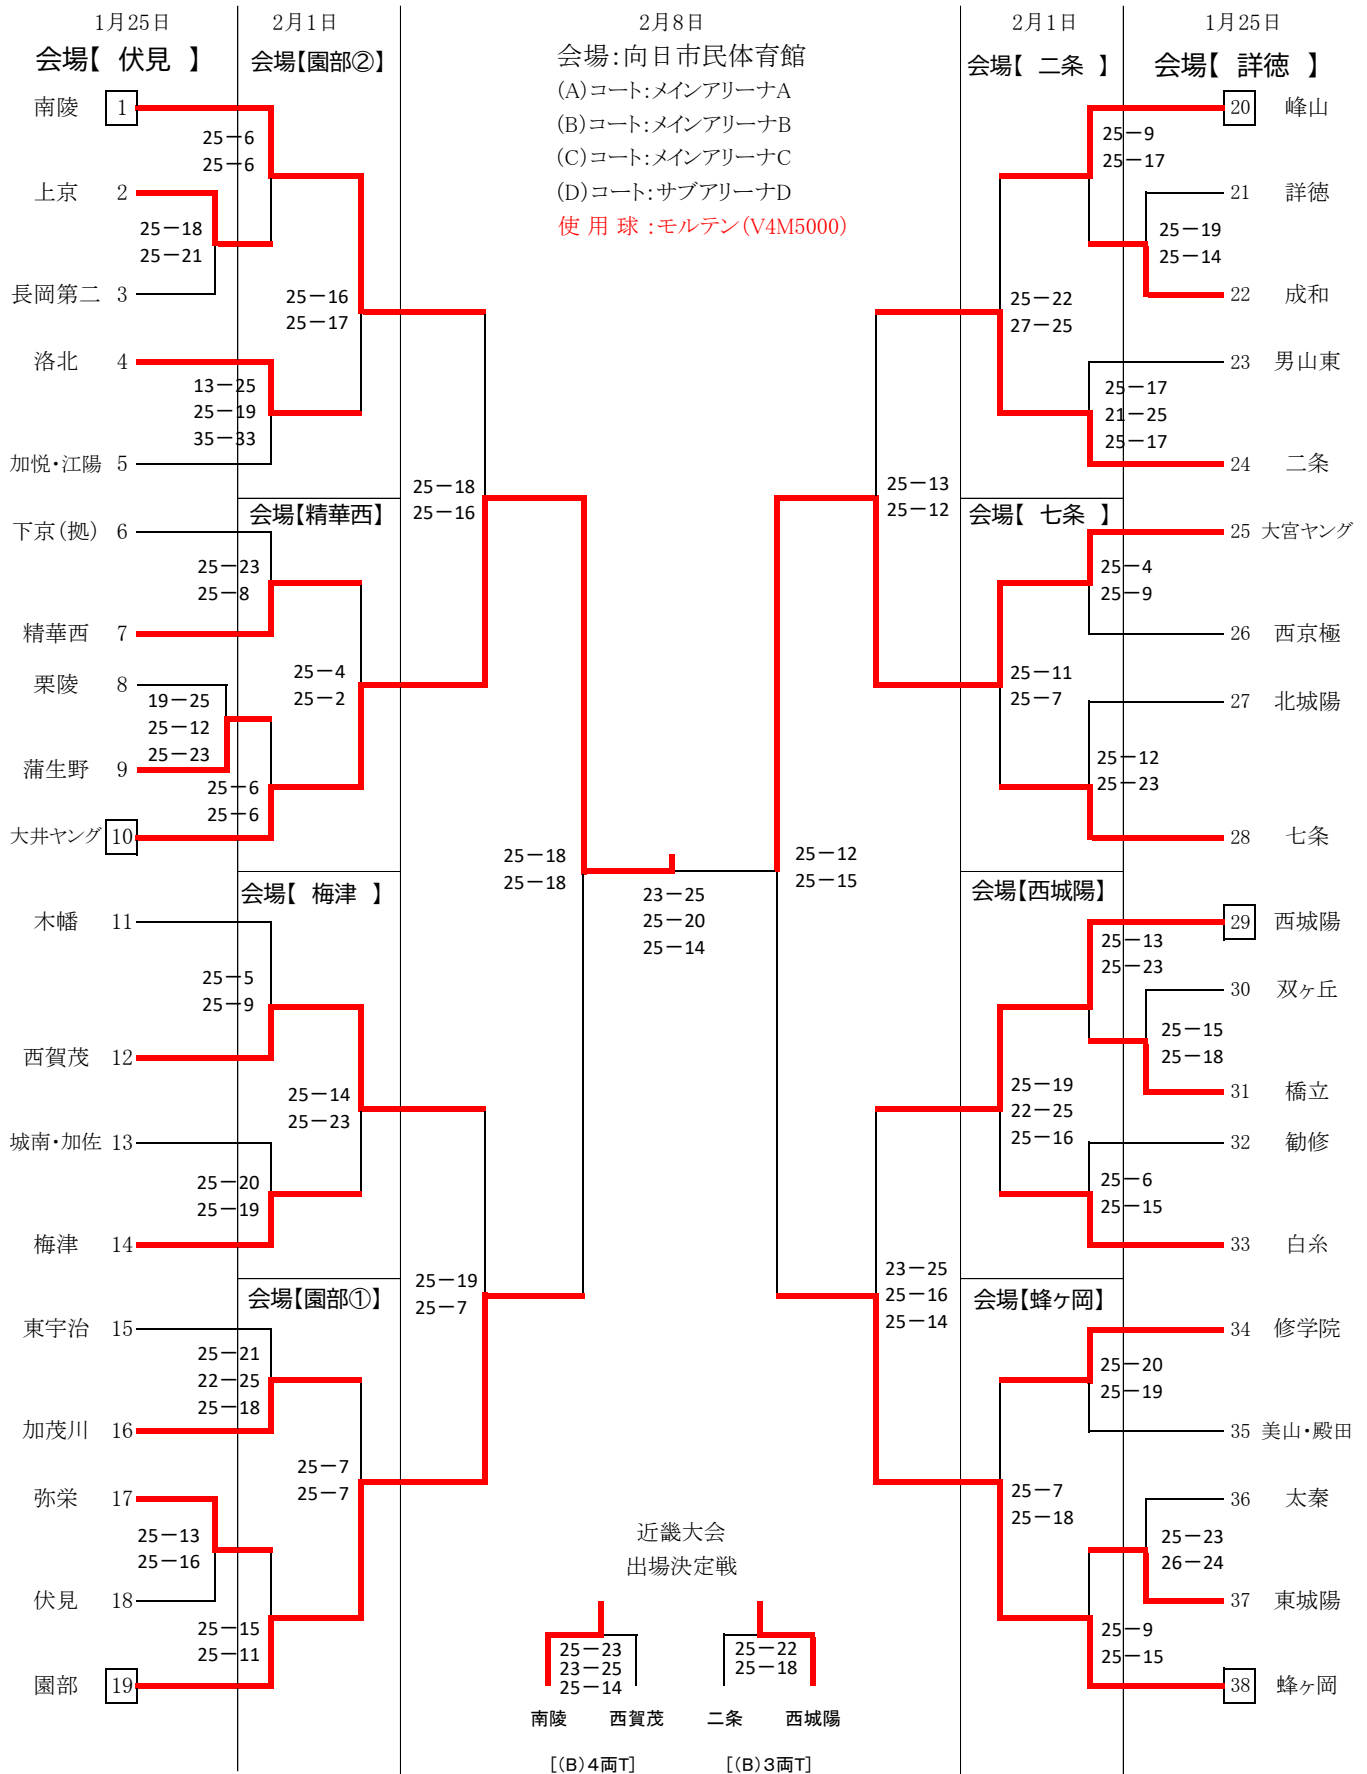 1月25日
2月1日
2月8日
2月1日
1月25日
会場【 伏見 】
会場【園部②】
会場:向日市民体育館
会場【 二条 】
会場【 詳徳 】
(A)コート:メインアリーナA
(B)コート:メインアリーナB
(C)コート:メインアリーナC
(D)コート:サブアリーナD
使用球:モルテン(V4M5000)
南陵 1
25−6
25−6
上京 2
25−18
25−21
長岡第二 3
25−16
25−17
洛北 4
13−25
25−19
35−33
加悦・江陽 5
25−18
25−16
会場【精華西】
下京(拠) 6
25−23
25−8
精華西 7
25−4
25−2
栗陵 8
19−25
25−12
25−23
蒲生野 9
25−6
25−6
大井ヤング 10
25−18
25−18
会場【 梅津 】
木幡 11
25−5
25−9
西賀茂 12
25−14
25−23
城南・加佐 13
25−20
25−19
梅津 14
25−19
25−7
会場【園部①】
東宇治 15
25−21
22−25
25−18
加茂川 16
25−7
25−7
弥栄 17
25−13
25−16
伏見 18
25−15
25−11
園部 19
23−25
25−20
25−14
20 峰山
25−9
25−17
21 詳徳
25−19
25−14
22 成和
25−22
27−25
23 男山東
25−17
21−25
25−17
24 二条
25−13
25−12
会場【 七条 】
25 大宮ヤング
25−4
25−9
26 西京極
25−11
25−7
27 北城陽
25−12
25−23
28 七条
25−12
25−15
会場【西城陽】
29 西城陽
25−13
25−23
30 双ヶ丘
25−15
25−18
31 橋立
25−19
22−25
25−16
32 勧修
25−6
25−15
33 白糸
23−25
25−16
25−14
会場【蜂ヶ岡】
34 修学院
25−20
25−19
35 美山・殿田
25−7
25−18
36 太秦
25−23
26−24
37 東城陽
25−9
25−15
38 蜂ヶ岡
近畿大会
出場決定戦
25−23
23−25
25−14
25−22
25−18
南陵 西賀茂 二条 西城陽
[(B)4両T] [(B)3両T]